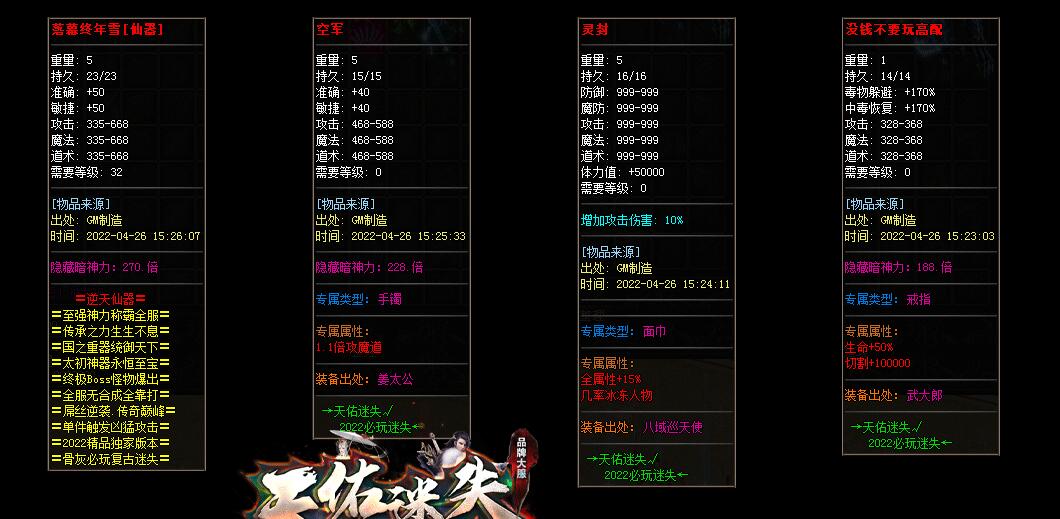 落幕终年雪[仙器]
重量: 5
持久: 23/23
准确: +50
敏捷: +50
攻击: 335-668
魔法: 335-668
道术: 335-668
需要等级: 32
[物品来源]
出处: GM制造
时间: 2022-04-26 15:26:07
隐藏暗神力: 270.倍
=逆天仙器=
=至强神力称霸全服=
=传承之力生生不息=
=国之重器统御天下=
=太初神器永恒至宝=
=终极Boss怪物爆出=
=全服无合成全靠打=
=屌丝逆袭.传奇巅峰=
=单件触发凶猛攻击=
=2022精品独家版本=
=骨灰必玩复古迷失=
空军
重量: 5
持久: 15/15
准确: +40
敏捷: +40
攻击: 468-588
魔法: 468-588
道术: 468-588
需要等级: 0
[物品来源]
出处: GM制造
时间: 2022-04-26 15:25:33
隐藏暗神力: 228.倍
专属类型: 手镯
专属属性:
1.1倍攻魔道
装备出处: 姜太公
→天佑迷失√
2022必玩迷失←
灵封
重量: 5
持久: 16/16
防御: 999-999
魔防: 999-999
攻击: 999-999
魔法: 999-999
道术: 999-999
体力值: +50000
需要等级: 0
增加攻击伤害: 10%
[物品来源]
出处: GM制造
时间: 2022-04-26 15:24:11
专属类型: 面巾
专属属性:
全属性+15%
几率冰冻人物
装备出处: 八域巡天使
→天佑迷失√
2022必玩迷失←
没钱不要玩高配
重量: 1
持久: 14/14
毒物躲避: +170%
中毒恢复: +170%
攻击: 328-368
魔法: 328-368
道术: 328-368
需要等级: 0
[物品来源]
出处: GM制造
时间: 2022-04-26 15:23:03
隐藏暗神力: 188.倍
专属类型: 戒指
专属属性:
生命+50%
切割+100000
装备出处: 武大郎
→天佑迷失√
2022必玩迷失←
天佑迷失
品牌大服